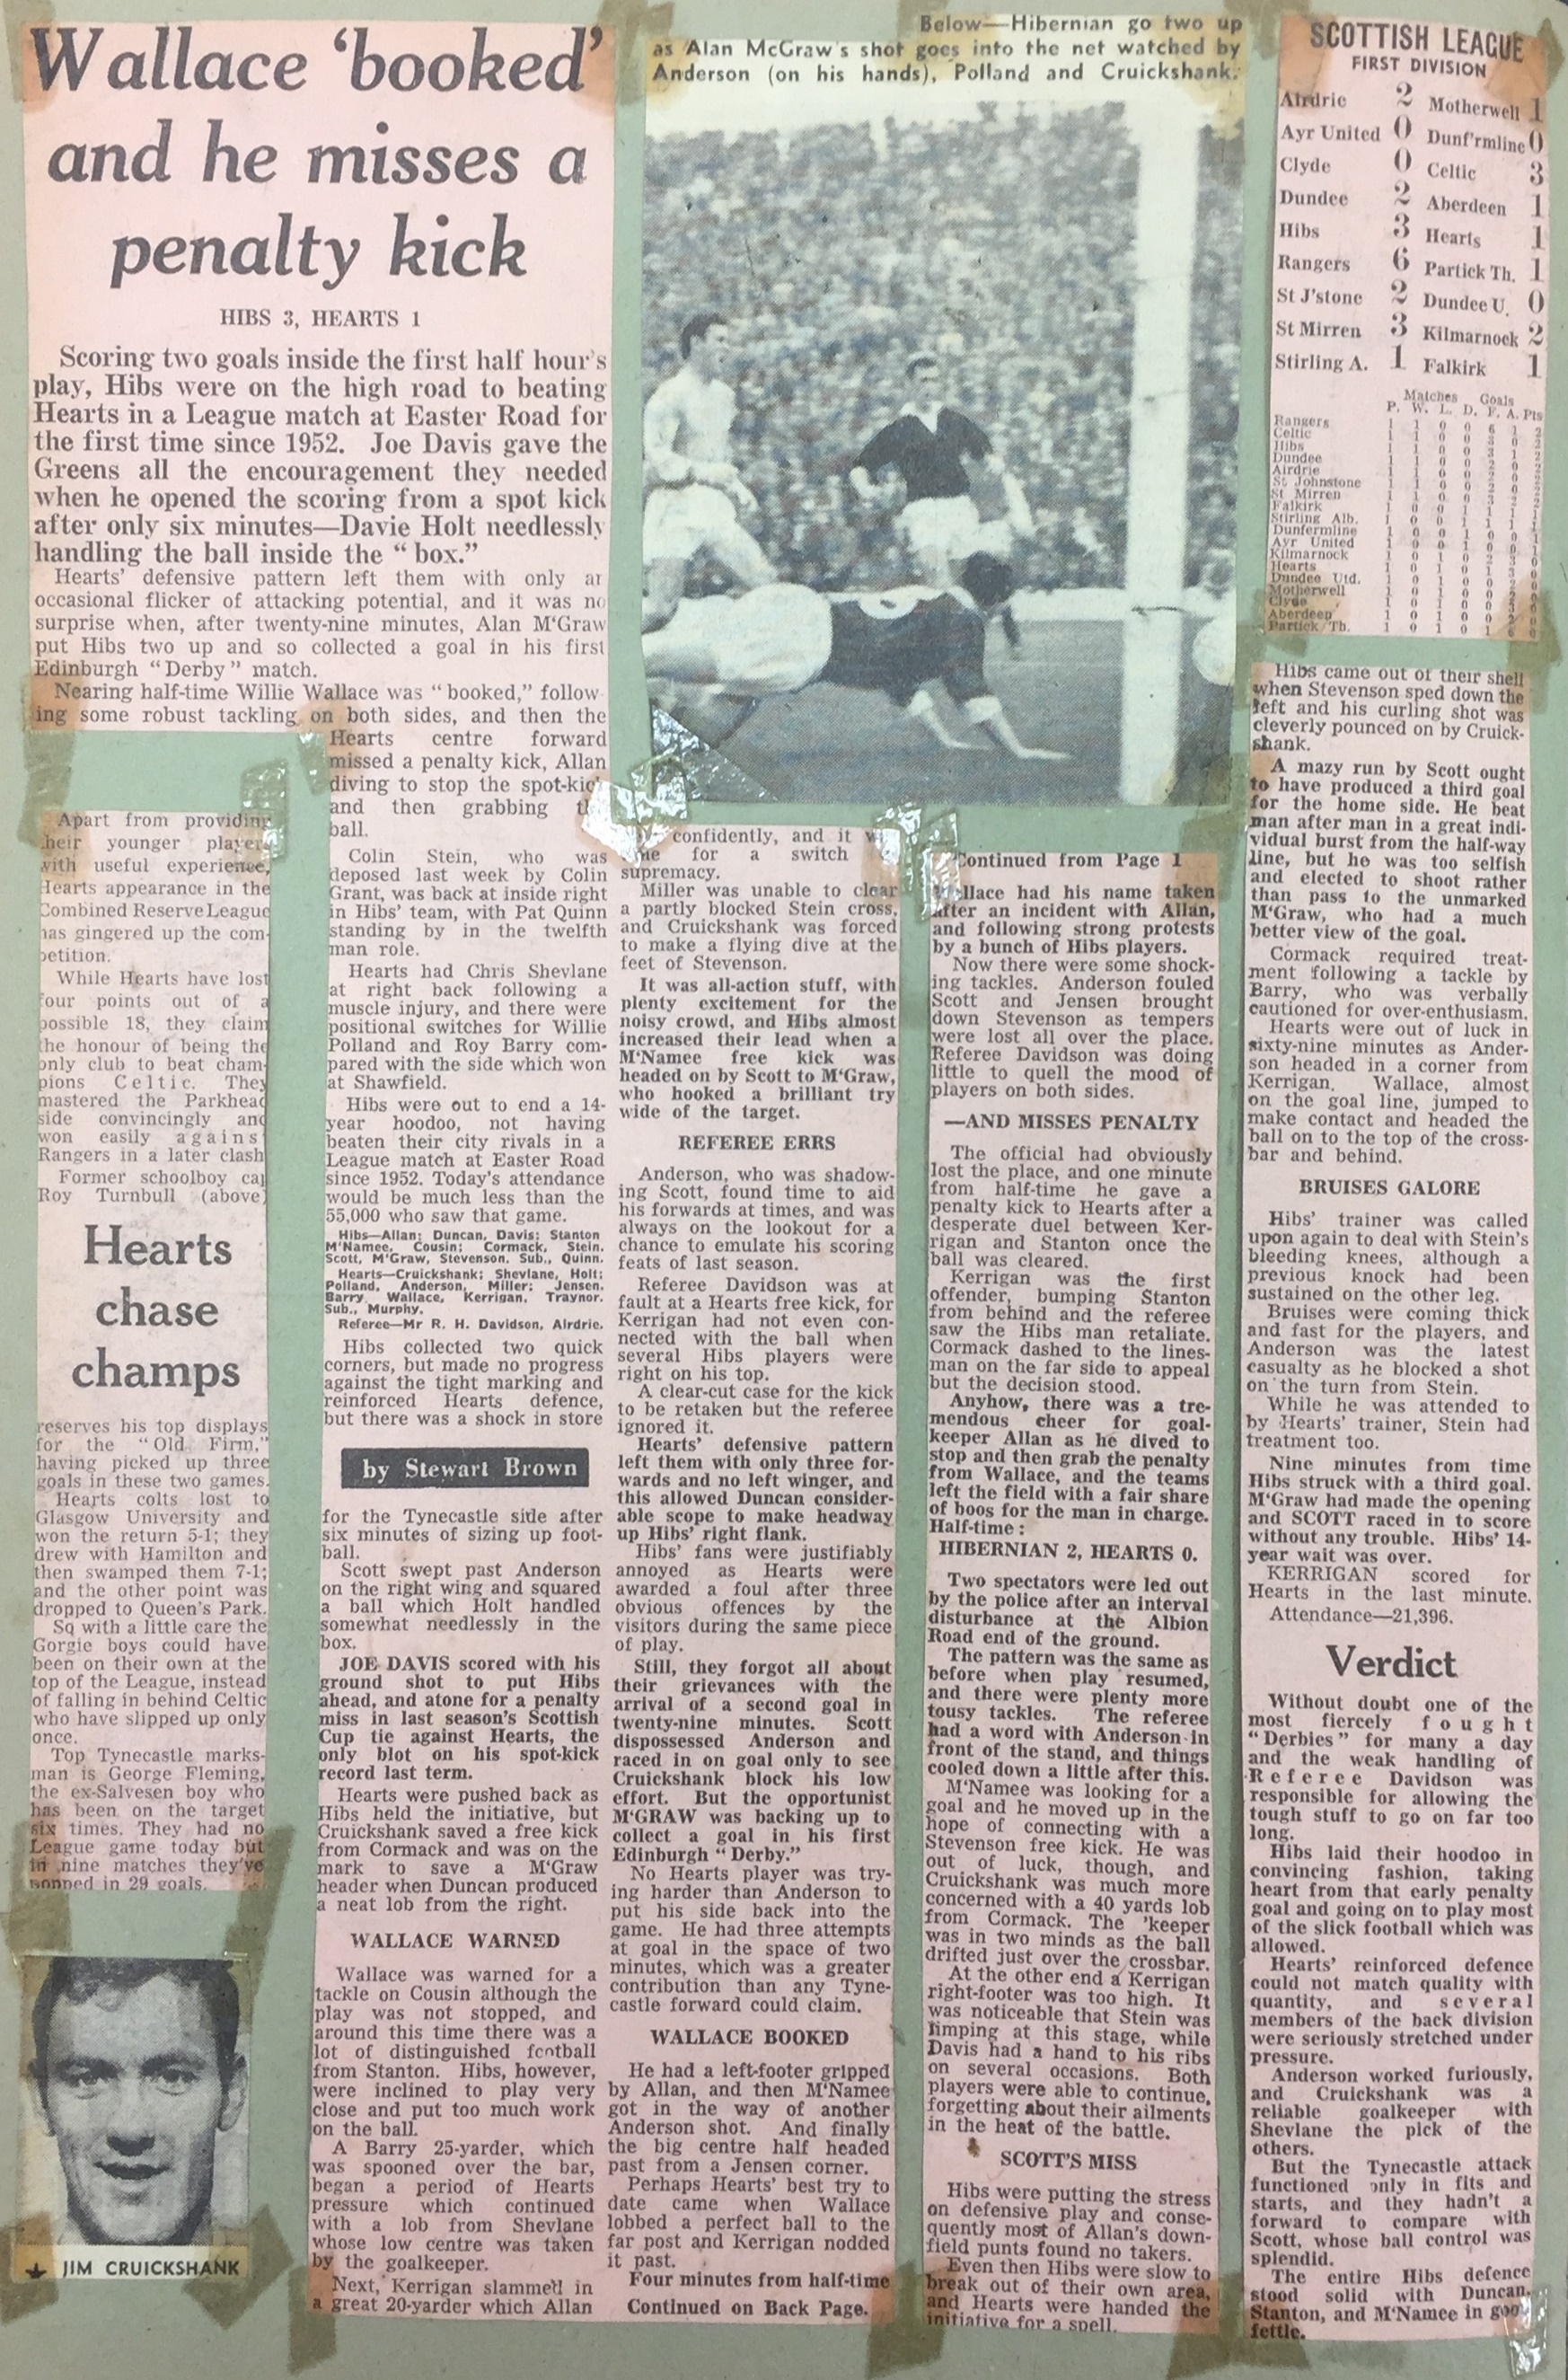 Wallace ‘booked’
and he misses a
penalty kick
HIBS 3, HEARTS 1
Scoring two goals inside the first half hour's
play, Hibs were on the high road to beating
Hearts in a League match at Easter Road for
the first time since 1952. Joe Davis gave the
Greens all the encouragement they needed
when he opened the scoring from a spot kick
after only six minutes—Davie Holt needlessly
handling the ball inside the “ box.”
Hearts’ defensive pattern left them with only
occasional flicker of attacking potential, and it was no
surprise when, after twenty-nine minutes, Alan M‘Graw
put Hibs two up and so collected a goal in his first
Edinburgh “ Derby ” match.
Nearing half-time Willie Wallace was “ booked,” follow-
ing some robust tackling on both sides, and then the
Hearts centre forward
missed a penalty kick, Allan
diving to stop the spot-kick
and then grabbing the
ball.
Colin Stein, who was
deposed last week by Colin
Grant, was back at inside right
in Hibs’ team, with Pat Quinn
standing by in the twelfth
man role.
Hearts had Chris Shevlane
at right back following a
muscle injury, and there were
positional switches for Willie
Polland and Roy Barry com-
pared with the side which won
at Shawfield.
Hibs were out to end a 14-
year hoodoo, not having
beaten their city rivals in a
League match at Easter Road
since 1952. Today's attendance
would be much less than the
55,000 who saw that game.
Hibs—Allan; Duncan, Davis; Stanton
M‘Namee, Cousin; Cormack, Stein.
Scott, M‘Graw, Stevenson. Sub., Quinn.
Hearts—Cruickshank; Shevlane, Holt;
Polland, Anderson, Miller; Jensen.
Barry, Wallace, Kerrigan, Traynor.
Sub., Murphy.
Referee—Mr R. H. Davidson, Airdrie.
Hibs collected two quick
corners, but made no progress
against the tight marking and
reinforced Hearts defence,
but there was a shock in store
by Stewart Brown
for the Tynecastle side after
six minutes of sizing up foot-
ball.
Scott swept past Anderson
on the right wing and squared
a ball which Holt handled
somewhat needlessly in the
box.
JOE DAVIS scored with his
ground shot to put Hibs
ahead, and atone for a penalty
miss in last season's Scottish
Cup tie against Hearts, the
only blot on his spot-kick
record last term.
Hearts were pushed back as
Hibs held the initiative, but
Cruickshank saved a free kick
from Cormack and was on the
mark to save a M‘Graw
header when Duncan produced
a neat lob from the right.
WALLACE WARNED
Wallace was warned for a
tackle on Cousin although the
play was not stopped, and
around this time there was a
lot of distinguished football
from Stanton. Hibs, however,
were inclined to play very
close and put too much work
on the ball.
A Barry 25-yarder, which
was spooned over the bar,
began a period of Hearts
pressure which continued
with a lob from Shevlane
whose low centre was taken
by the goalkeeper.
Next, Kerrigan slammed in
a great 20-yarder which Allan
confidently, and it
for a switch
supremacy.
Miller was unable to clear
a partly blocked Stein cross,
and Cruickshank was forced
to make a flying dive at the
feet of Stevenson.
It was all-action stuff, with
plenty excitement for the
noisy crowd, and Hibs almost
increased their lead when a
M‘Namee free kick was
headed on by Scott to M‘Graw,
who hooked a brilliant try
wide of the target.
REFEREE ERRS
Anderson, who was shadow-
ing Scott, found time to aid
his forwards at times, and was
always on the lookout for a
chance to emulate his scoring
feats of last season.
Referee Davidson was at
fault at a Hearts free kick, for
Kerrigan had not even con-
nected with the ball when
several Hibs players were
right on his top.
A clear-cut case for the kick
to be retaken but the referee
ignored it.
Hearts’ defensive pattern
left them with only three for-
wards and no left winger, and
this allowed Duncan consider-
able scope to make headway
up Hibs’ right flank.
Hibs’ fans were justifiably
annoyed as Hearts were
awarded a foul after three
obvious offences by the
visitors during the same piece
of play.
Still, they forgot all about
their grievances with the
arrival of a second goal in
twenty-nine minutes. Scott
dispossessed Anderson and
raced in on goal only to see
Cruickshank block his low
effort. But the opportunist
M‘GRAW was backing up to
collect a goal in his first
Edinburgh “ Derby.”
No Hearts player was try-
ing harder than Anderson to
put his side back into the
game. He had three attempts
at goal in the space of two
minutes, which was a greater
contribution than any Tyne-
castle forward could claim.
WALLACE BOOKED
He had a left-footer gripped
by Allan, and then M‘Namee
got in the way of another
Anderson shot. And finally
the big centre half headed
past from a Jensen corner.
Perhaps Hearts’ best try to
date came when Wallace
lobbed a perfect ball to the
far post and Kerrigan nodded
it past.
Four minutes from half-time
Continued on Back Page.
Continued from Page 1
Wallace had his name taken
after an incident with Allan,
and following strong protests
by a bunch of Hibs players.
Now there were some shock-
ing tackles. Anderson fouled
Scott and Jensen brought
down Stevenson as tempers
were lost all over the place.
Referee Davidson was doing
little to quell the mood of
players on both sides.
—AND MISSES PENALTY
The official had obviously
lost the place, and one minute
from half-time he gave a
penalty kick to Hearts after a
desperate duel between Ker-
rigan and Stanton once the
ball was cleared.
Kerrigan was the first
offender, bumping Stanton
from behind and the referee
saw the Hibs man retaliate.
Cormack dashed to the lines-
man on the far side to appeal
but the decision stood.
Anyhow, there was a tre-
mendous cheer for goal-
keeper Allan as he dived to
stop and then grab the penalty
from Wallace, and the teams
left the field with a fair share
of boos for the man in charge.
Half-time :
HIBERNIAN 2, HEARTS 0.
Two spectators were led out
by the police after an interval
disturbance at the Albion
Road end of the ground.
The pattern was the same as
before when play resumed,
and there were plenty more
tousy tackles. The referee
had a word with Anderson in
front of the stand, and things
cooled down a little after this.
M‘Namee was looking for a
goal and he moved up in the
hope of connecting with a
Stevenson free kick. He was
out of luck, though, and
Cruickshank was much more
concerned with a 40 yards lob
from Cormack. The ’keeper
was in two minds as the ball
drifted just over the crossbar.
At the other end a Kerrigan
right-footer was too high. It
was noticeable that Stein was
limping at this stage, while
Davis had a hand to his ribs
on several occasions. Both
players were able to continue,
forgetting about their ailments
in the heat of the battle.
SCOTT'S MISS
Hibs were putting the stress
on defensive play and conse-
quently most of Allan's down-
field punts found no takers.
Even then Hibs were slow to
break out of their own area,
and Hearts were handed the
initiative for a spell.
Hibs came out of their shell
when Stevenson sped down the
left and his curling shot was
cleverly pounced on by Cruick-
shank.
A mazy run by Scott ought
to have produced a third goal
for the home side. He beat
man after man in a great indi-
vidual burst from the half-way
line, but he was too selfish
and elected to shoot rather
than pass to the unmarked
M‘Graw, who had a much
better view of the goal.
Cormack required treat-
ment following a tackle by
Barry, who was verbally
cautioned for over-enthusiasm.
Hearts were out of luck in
sixty-nine minutes as Ander-
son headed in a corner from
Kerrigan. Wallace, almost
on the goal line, jumped to
make contact and headed the
ball on to the top of the cross-
bar and behind.
BRUISES GALORE
Hibs’ trainer was called
upon again to deal with Stein's
bleeding knees, although a
previous knock had been
sustained on the other leg.
Bruises were coming thick
and fast for the players, and
Anderson was the latest
casualty as he blocked a shot
on the turn from Stein.
While he was attended to
by Hearts’ trainer, Stein had
treatment too.
Nine minutes from time
Hibs struck with a third goal.
M‘Graw had made the opening
and SCOTT raced in to score
without any trouble. Hibs’ 14-
year wait was over.
KERRIGAN scored for
Hearts in the last minute.
Attendance—21,396.
Verdict
Without doubt one of the
most fiercely fought
“ Derbies ” for many a day
and the weak handling of
Referee Davidson was
responsible for allowing the
tough stuff to go on far too
long.
Hibs laid their hoodoo in
convincing fashion, taking
heart from that early penalty
goal and going on to play most
of the slick football which was
allowed.
Hearts’ reinforced defence
could not match quality with
quantity, and several
members of the back division
were seriously stretched under
pressure.
Anderson worked furiously,
and Cruickshank was a
reliable goalkeeper with
Shevlane the pick of the
others.
But the Tynecastle attack
functioned only in fits and
starts, and they hadn't a
forward to compare with
Scott, whose ball control was
splendid.
The entire Hibs defence
stood solid with Duncan,
Stanton, and M‘Namee in good
fettle.
Below—Hibernian go two up
as Alan McGraw's shot goes into the net watched by
Anderson (on his hands), Polland and Cruickshank.
SCOTTISH LEAGUE
FIRST DIVISION
Airdrie 2 Motherwell 1
Ayr United 0 Dunf'rmline 0
Clyde 0 Celtic 3
Dundee 2 Aberdeen 1
Hibs 3 Hearts 1
Rangers 6 Partick Th. 1
St J'stone 2 Dundee U. 0
St Mirren 3 Kilmarnock 2
Stirling A. 1 Falkirk 1
Matches Goals
P. W. L. D. F. A. Pts
Rangers 1 1 0 0 6 1 2
Celtic 1 1 0 0 3 0 2
Hibs 1 1 0 0 3 1 2
Dundee
Airdrie
St Johnstone
St Mirren
Falkirk
Stirling Alb.
Dunfermline
Ayr United
Kilmarnock
Hearts
Dundee Utd.
Motherwell
Clyde
Aberdeen
Partick Th.
Apart from providing
their younger players
with useful experience,
Hearts appearance in the
Combined Reserve League
has gingered up the com-
petition.
While Hearts have lost
four points out of a
possible 18, they claim
the honour of being the
only club to beat cham-
pions Celtic. They
mastered the Parkhead
side convincingly and
won easily against
Rangers in a later clash
Former schoolboy cap
Roy Turnbull (above)
Hearts
chase
champs
reserves his top displays
for the “Old Firm,”
having picked up three
goals in these two games.
Hearts colts lost to
Glasgow University and
won the return 5-1; they
drew with Hamilton and
then swamped them 7-1;
and the other point was
dropped to Queen's Park.
So with a little care the
Gorgie boys could have
been on their own at the
top of the League, instead
of falling in behind Celtic
who have slipped up only
once.
Top Tynecastle marks-
man is George Fleming,
the ex-Salvesen boy who
has been on the target
six times. They had no
League game today but
in nine matches they've
popped in 29 goals.
JIM CRUICKSHANK